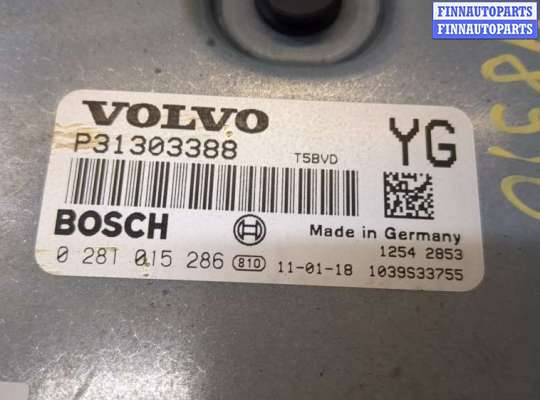 FINNAUTOPARTS
FINNAUTOPARTS
VOLVO
P31303388
T5BVD
YG
BOSCH
Made in Germany
1254 2853
0 281 015 286 810 11-01-18 1039S33755